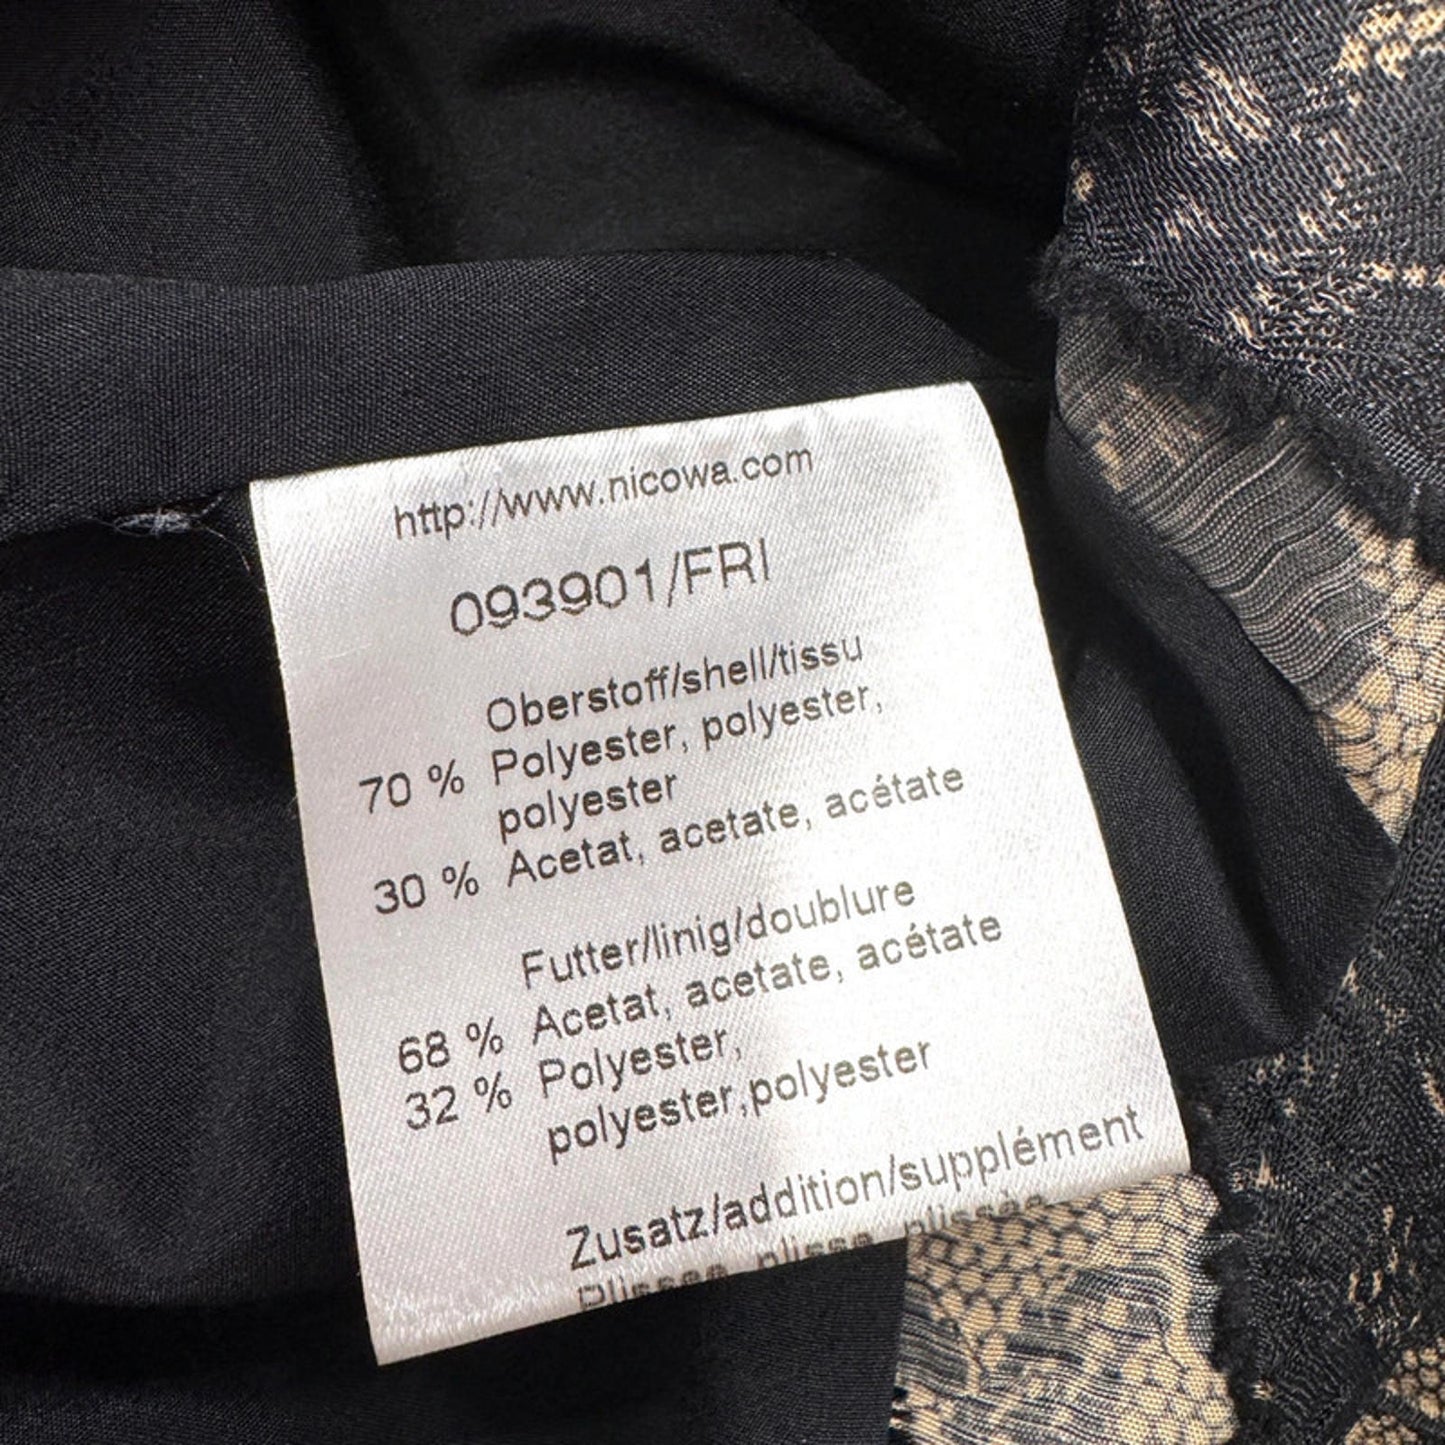 http://www.nicowa.com
093901/FRI
Oberstoff/shell/tissu
70 % Polyester, polyester,
polyester
30 % Acetat, acetate, acétate
Futter/linig/doublure
68 % Acetat, acetate, acétate
32 % Polyester,
polyester,polyester
Zusatz/addition/supplément